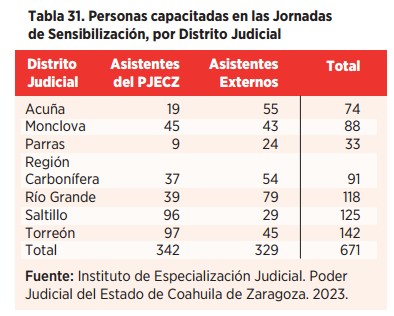 Tabla 31. Personas capacitadas en las Jornadas
de Sensibilización, por Distrito Judicial
Distrito Judicial Asistentes del PJECZ Asistentes Externos Total
Acuña 19 55 74
Monclova 45 43 88
Parras 9 24 33
Región
Carbonífera 37 54 91
Río Grande 39 79 118
Saltillo 96 29 125
Torreón 97 45 142
Total 342 329 671
Fuente: Instituto de Especialización Judicial. Poder
Judicial del Estado de Coahuila de Zaragoza. 2023.